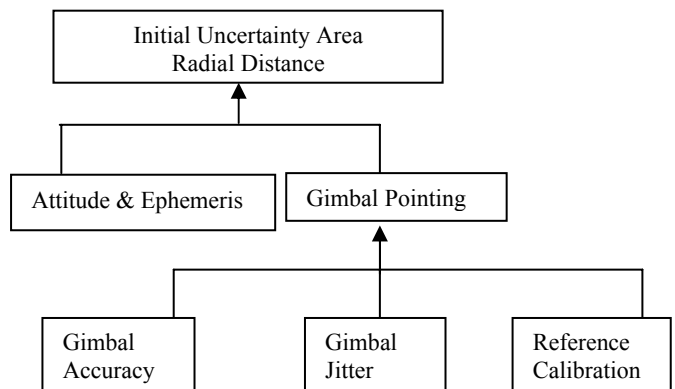 Initial Uncertainty Area
Radial Distance
Attitude & Ephemeris
Gimbal Pointing
Gimbal
Accuracy
Gimbal
Jitter
Reference
Calibration